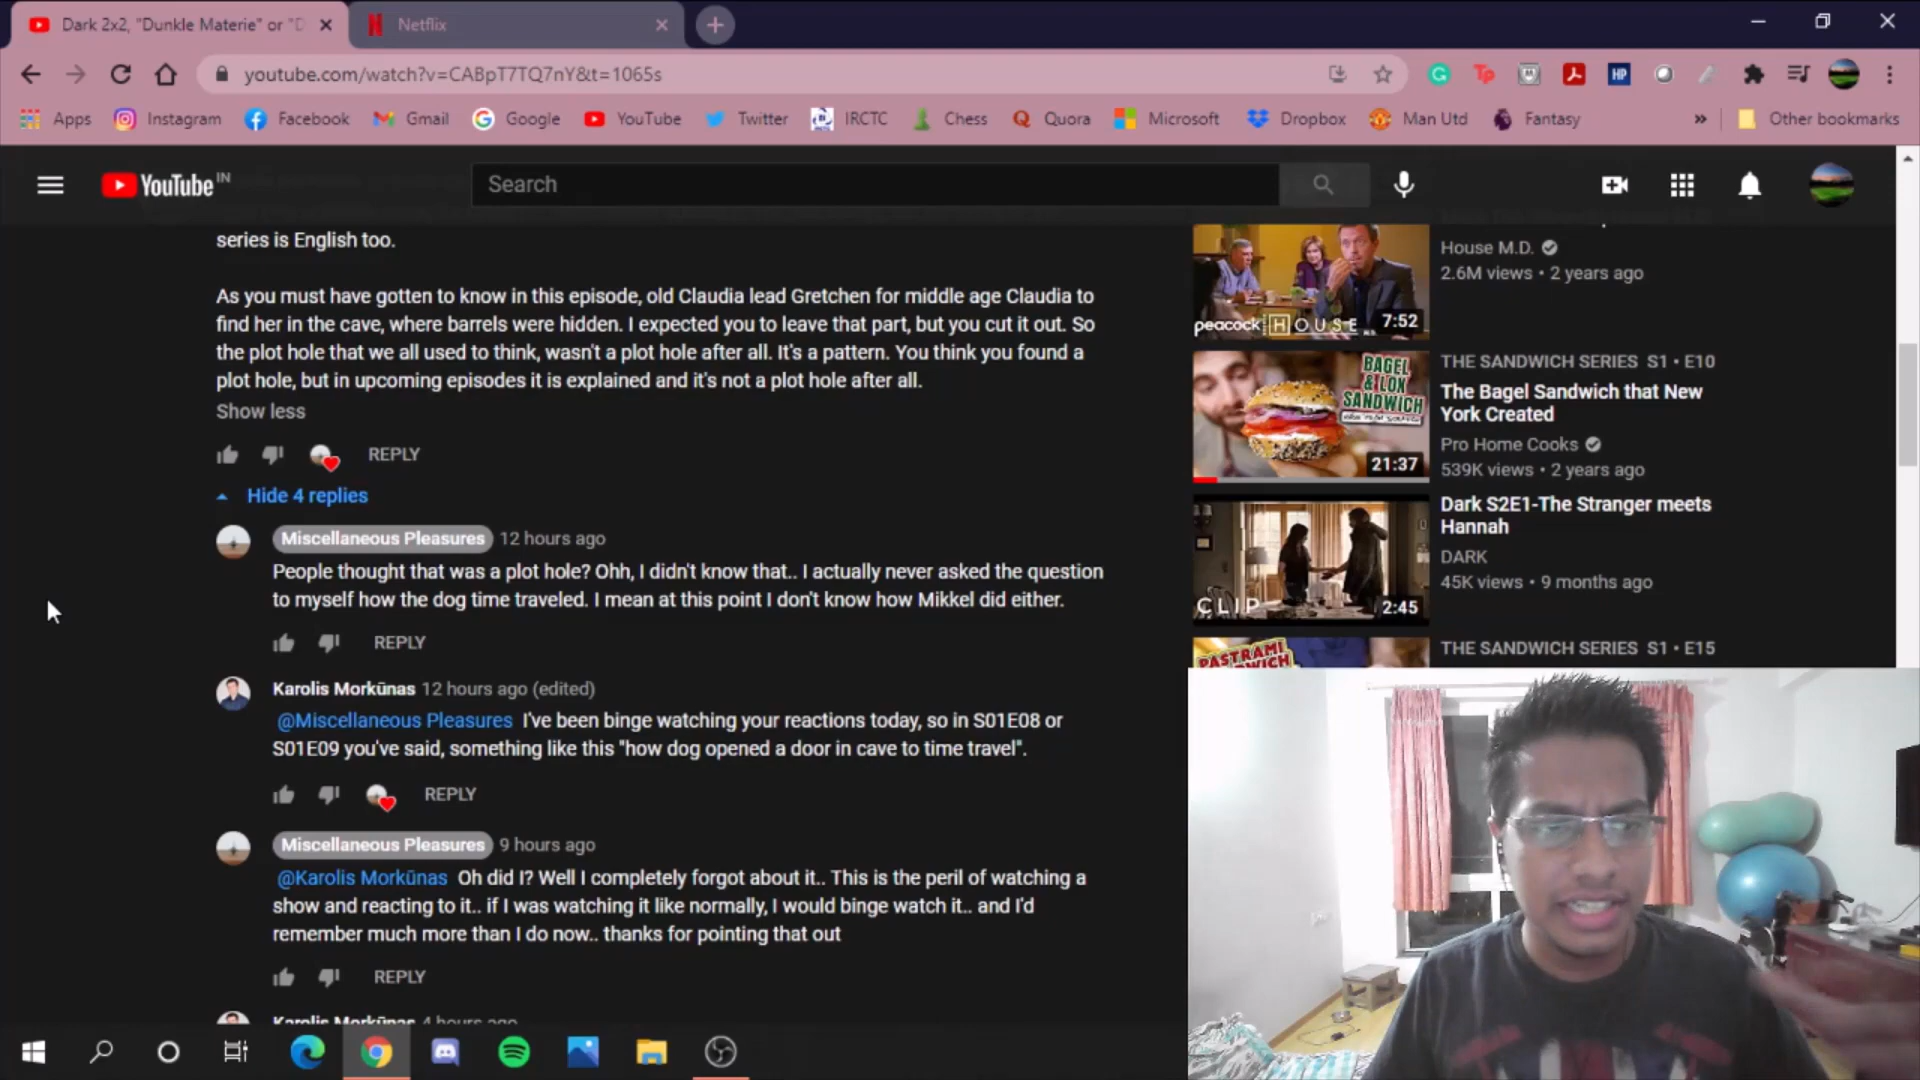 Dark 2x2, "Dunkle Materie" or "D
Netflix
youtube.com/watch?v=CABpT7TQ7nY&t=1065s
Apps
Instagram
Facebook
Gmail
Google
YouTube
Twitter
IRCTC
Chess
Quora
Microsoft
Dropbox
Man Utd
Fantasy
»
Other bookmarks
YouTube IN
Search
series is English too.
As you must have gotten to know in this episode, old Claudia lead Gretchen for middle age Claudia to
find her in the cave, where barrels were hidden. I expected you to leave that part, but you cut it out. So
the plot hole that we all used to think, wasn't a plot hole after all. It's a pattern. You think you found a
plot hole, but in upcoming episodes it is explained and it's not a plot hole after all.
Show less
REPLY
Hide 4 replies
Miscellaneous Pleasures 12 hours ago
People thought that was a plot hole? Ohh, I didn't know that.. I actually never asked the question
to myself how the dog time traveled. I mean at this point I don't know how Mikkel did either.
REPLY
Karolis Morkūnas 12 hours ago (edited)
@Miscellaneous Pleasures I've been binge watching your reactions today, so in S01E08 or
S01E09 you've said, something like this "how dog opened a door in cave to time travel".
REPLY
Miscellaneous Pleasures 9 hours ago
@Karolis Morkūnas Oh did I? Well I completely forgot about it.. This is the peril of watching a
show and reacting to it.. if I was watching it like normally, I would binge watch it.. and I'd
remember much more than I do now.. thanks for pointing that out
REPLY
Karolis Morkūnas 4 hours ago
House M.D.
2.6M views • 2 years ago
peacock HOUSE 7:52
THE SANDWICH SERIES S1 • E10
The Bagel Sandwich that New
York Created
Pro Home Cooks
539K views • 2 years ago
BAGEL
& LOX
SANDWICH
21:37
Dark S2E1-The Stranger meets
Hannah
DARK
45K views • 9 months ago
CLIP 2:45
THE SANDWICH SERIES S1 • E15
PASTRAMI
Tp
HP